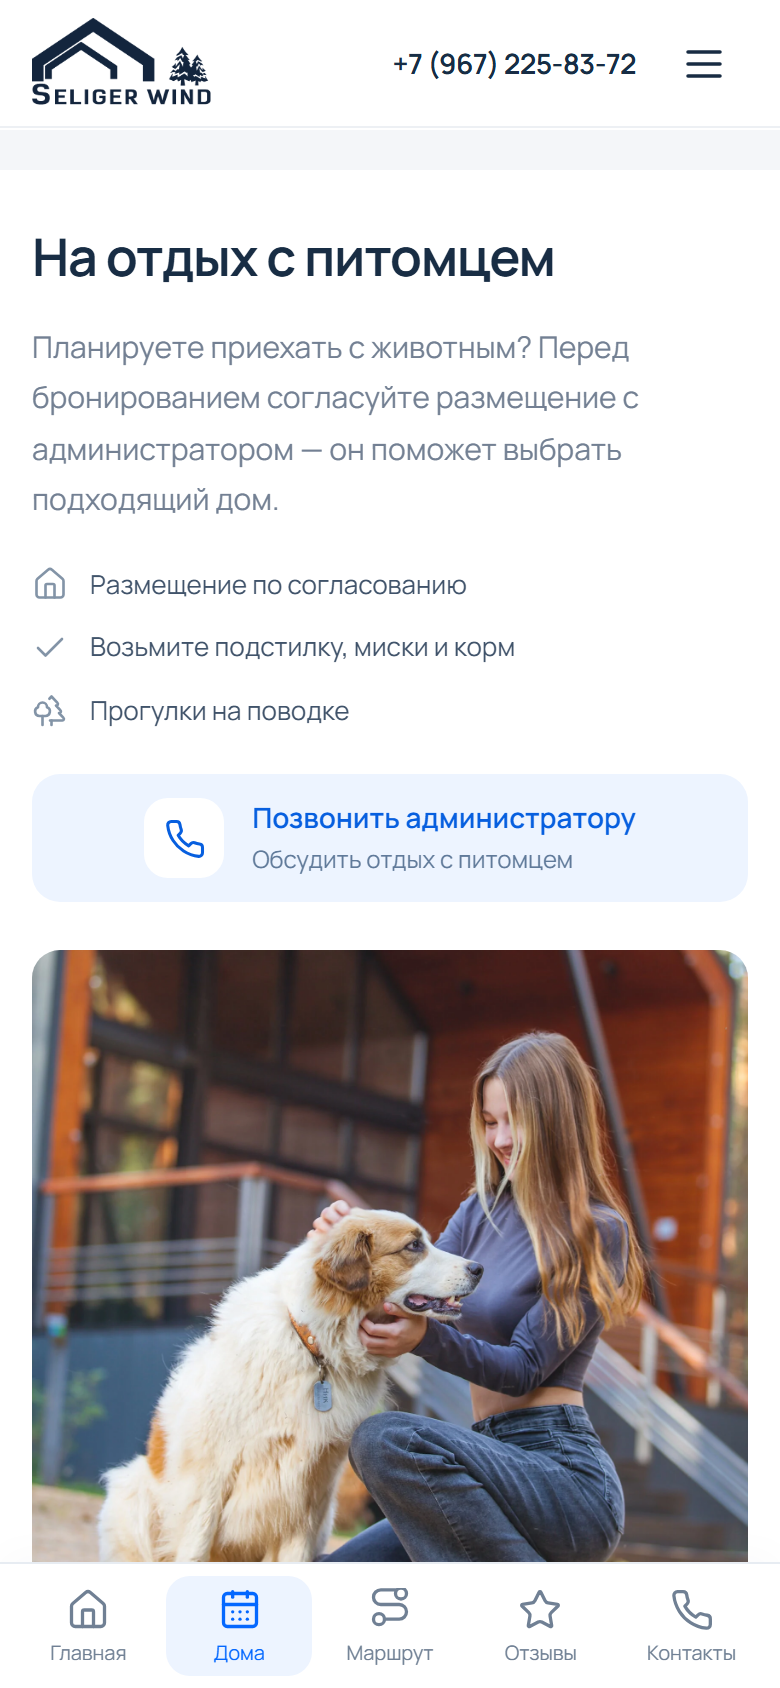 SELIGER WIND
+7 (967) 225-83-72
На отдых с питомцем
Планируете приехать с животным? Перед
бронированием согласуйте размещение с
администратором — он поможет выбрать
подходящий дом.
Размещение по согласованию
Возьмите подстилку, миски и корм
Прогулки на поводке
Позвонить администратору
Обсудить отдых с питомцем
Главная
Дома
Маршрут
Отзывы
Контакты